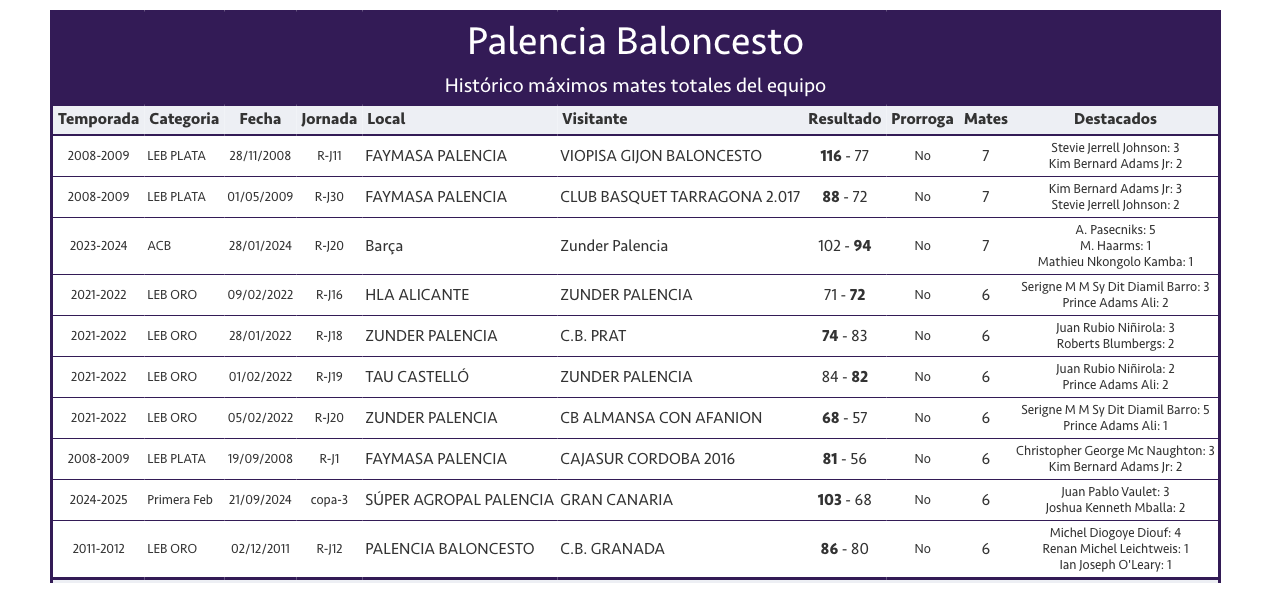 Palencia Baloncesto
Histórico máximos mates totales del equipo
Temporada Categoria Fecha Jornada Local Visitante Resultado Prorroga Mates Destacados
2008-2009 LEB PLATA 28/11/2008 R-J11 FAYMASA PALENCIA VIOPISA GIJON BALONCESTO 116 - 77 No 7 Stevie Jerrell Johnson: 3
Kim Bernard Adams Jr: 2
2008-2009 LEB PLATA 01/05/2009 R-J30 FAYMASA PALENCIA CLUB BASQUET TARRAGONA 2.017 88 - 72 No 7 Kim Bernard Adams Jr: 3
Stevie Jerrell Johnson: 2
2023-2024 ACB 28/01/2024 R-J20 Barça Zunder Palencia 102 - 94 No 7 A. Pasecniks: 5
M. Haarms: 1
Mathieu Nkongolo Kamba: 1
2021-2022 LEB ORO 09/02/2022 R-J16 HLA ALICANTE ZUNDER PALENCIA 71 - 72 No 6 Serigne M M Sy Dit Diamil Barro: 3
Prince Adams Ali: 2
2021-2022 LEB ORO 28/01/2022 R-J18 ZUNDER PALENCIA C.B. PRAT 74 - 83 No 6 Juan Rubio Niñirola: 3
Roberts Blumbergs: 2
2021-2022 LEB ORO 01/02/2022 R-J19 TAU CASTELLÓ ZUNDER PALENCIA 84 - 82 No 6 Juan Rubio Niñirola: 2
Prince Adams Ali: 2
2021-2022 LEB ORO 05/02/2022 R-J20 ZUNDER PALENCIA CB ALMANSA CON AFANION 68 - 57 No 6 Serigne M M Sy Dit Diamil Barro: 5
Prince Adams Ali: 1
2008-2009 LEB PLATA 19/09/2008 R-J1 FAYMASA PALENCIA CAJASUR CORDOBA 2016 81 - 56 No 6 Christopher George Mc Naughton: 3
Kim Bernard Adams Jr: 2
2024-2025 Primera Feb 21/09/2024 copa-3 SÚPER AGROPAL PALENCIA GRAN CANARIA 103 - 68 No 6 Juan Pablo Vaulet: 3
Joshua Kenneth Mballa: 2
2011-2012 LEB ORO 02/12/2011 R-J12 PALENCIA BALONCESTO C.B. GRANADA 86 - 80 No 6 Michel Diogoye Diouf: 4
Renan Michel Leichtweis: 1
Ian Joseph O'Leary: 1